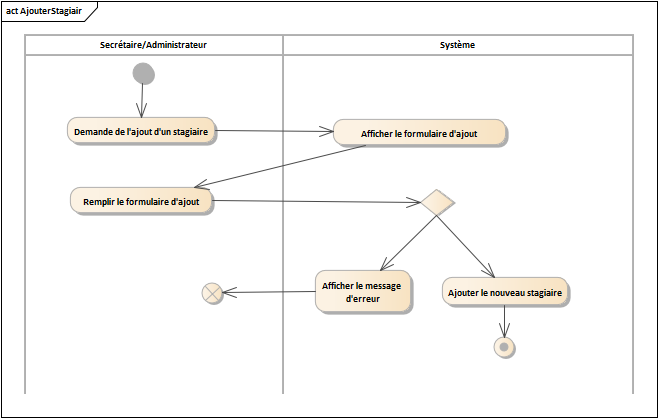 act AjouterStagiair
Secrétaire/Administrateur
Système
Demande de l'ajout d'un stagiaire
Afficher le formulaire d'ajout
Remplir le formulaire d'ajout
Afficher le message
d'erreur
Ajouter le nouveau stagiaire